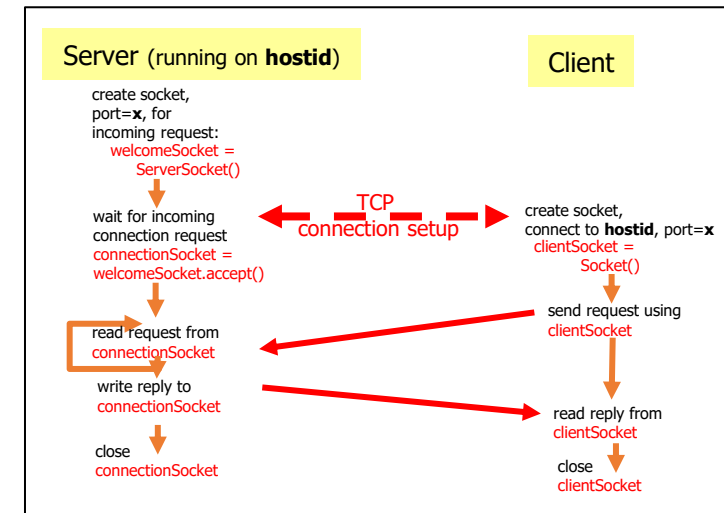 Server (running on hostid)
Client
create socket,
port=x, for
incoming request:
welcomeSocket =
ServerSocket()
TCP
connection setup
wait for incoming
connection request
connectionSocket =
welcomeSocket.accept()
create socket,
connect to hostid, port=x
clientSocket =
Socket()
read request from
connectionSocket
send request using
clientSocket
write reply to
connectionSocket
read reply from
clientSocket
close
connectionSocket
close
clientSocket